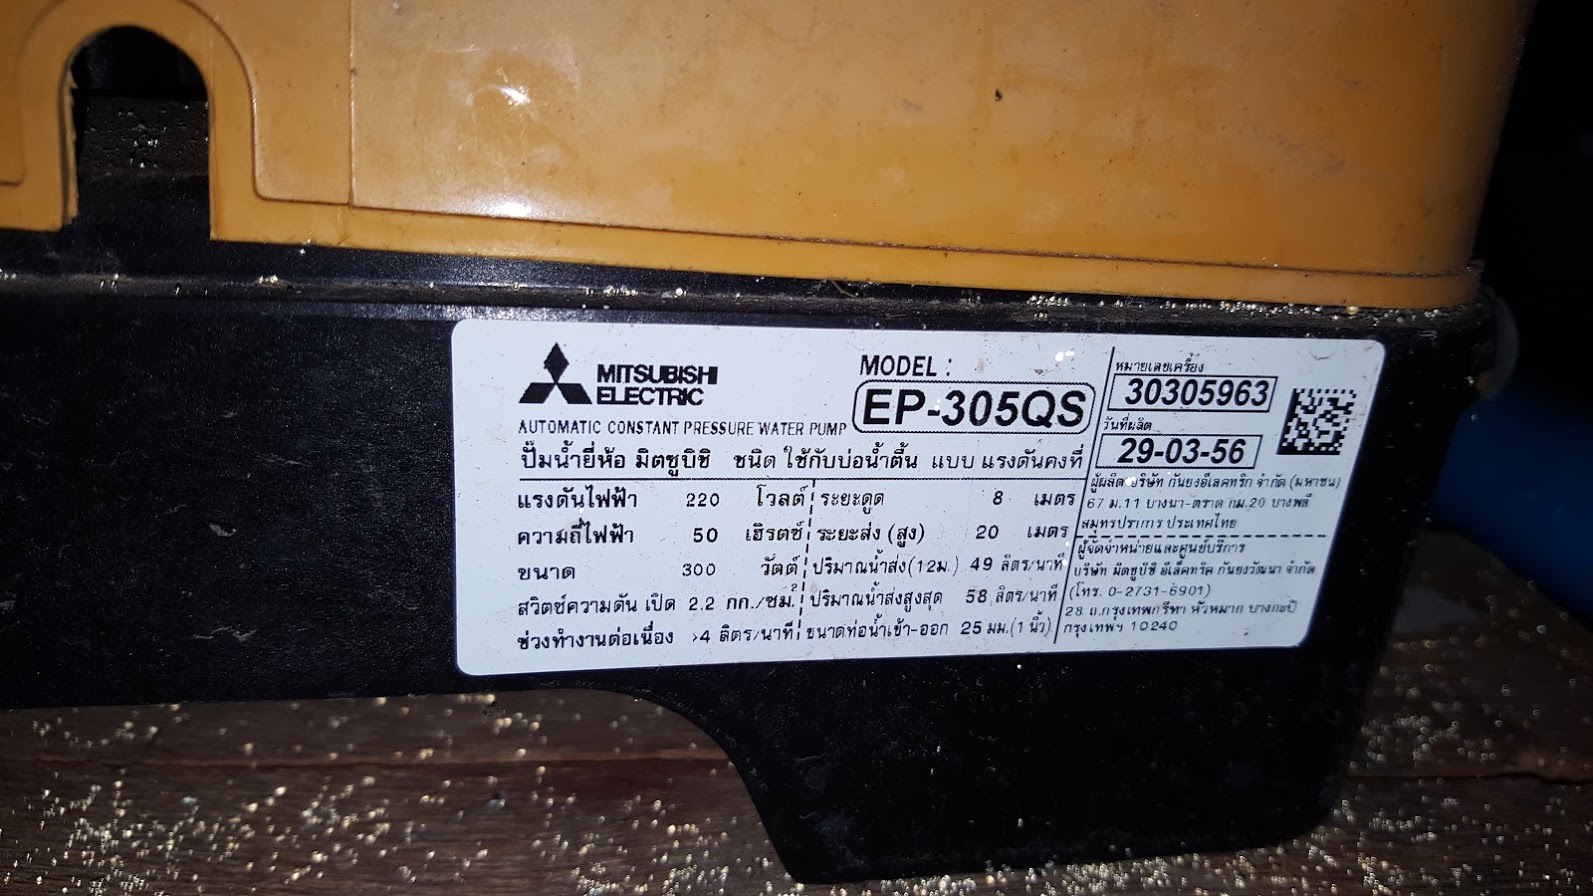 MITSUBISHI
ELECTRIC
AUTOMATIC CONSTANT PRESSURE WATER PUMP
MODEL :
EP-305QS
ปั๊มน้ำยี่ห้อ มิตซูบิชิ ชนิด ใช้กับบ่อน้ำตื้น แบบ แรงดันคงที่
แรงดันไฟฟ้า 220 โวลต์
ความถี่ไฟฟ้า 50 เฮิรตซ์
ขนาด 300 วัตต์
สวิตซ์ความดัน เปิด 2.2 กก./ซม.²
ช่วงทำงานต่อเนื่อง >4 ลิตร/นาที
ระยะดูด 8 เมตร
ระยะส่ง (สูง) 20 เมตร
ปริมาณน้ำส่ง(12ม.) 49 ลิตร/นาที
ปริมาณน้ำส่งสูงสุด 58 ลิตร/นาที
ขนาดท่อน้ำเข้า-ออก 25 มม.(1 นิ้ว)
หมายเลขเครื่อง
30305963
วันที่ผลิต
29-03-56
ผู้ผลิต บริษัท กันยงอีเลคทริก จำกัด (มหาชน)
67 ม.11 บางนา-ตราด กม.20 บางพลี
สมุทรปราการ ประเทศไทย
ผู้จัดจำหน่ายและศูนย์บริการ
บริษัท มิตซูบิชิ อีเล็คทริค กันยงวัฒนา จำกัด
(โทร. 0-2731-6901)
28 ถ.กรุงเทพกรีฑา หัวหมาก บางกะปิ
กรุงเทพฯ 10240